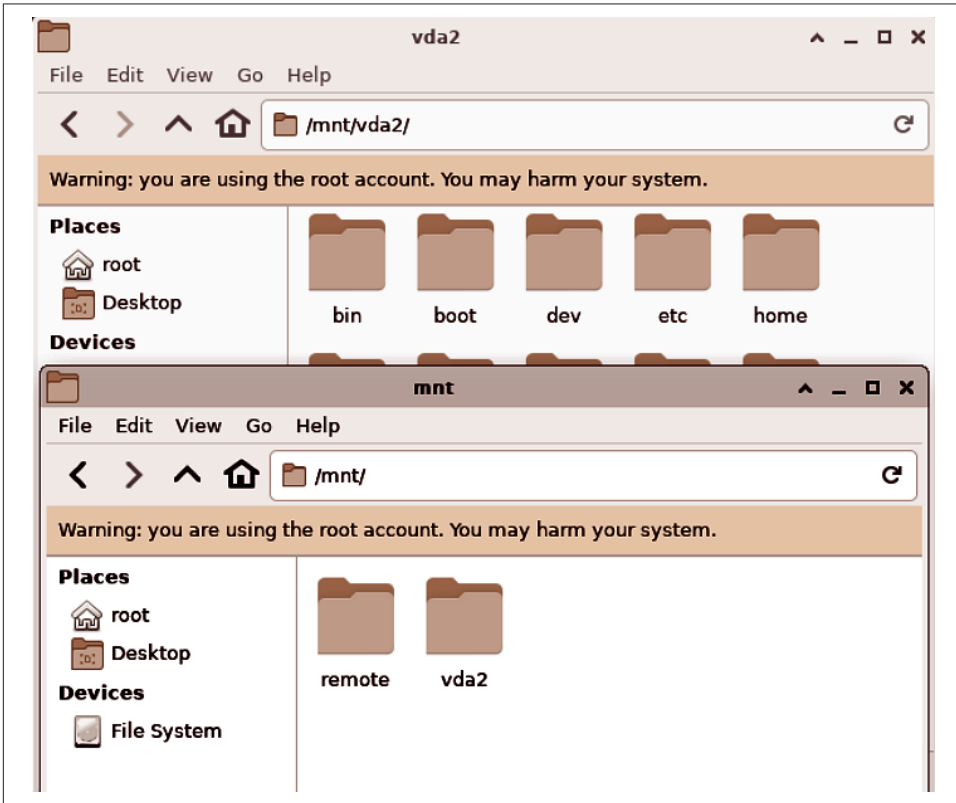 vda2
File Edit View Go Help
/mnt/vda2/
Warning: you are using the root account. You may harm your system.
Places
root
Desktop
Devices
bin boot dev etc home
mnt
File Edit View Go Help
/mnt/
Warning: you are using the root account. You may harm your system.
Places
root
Desktop
Devices
File System
remote vda2